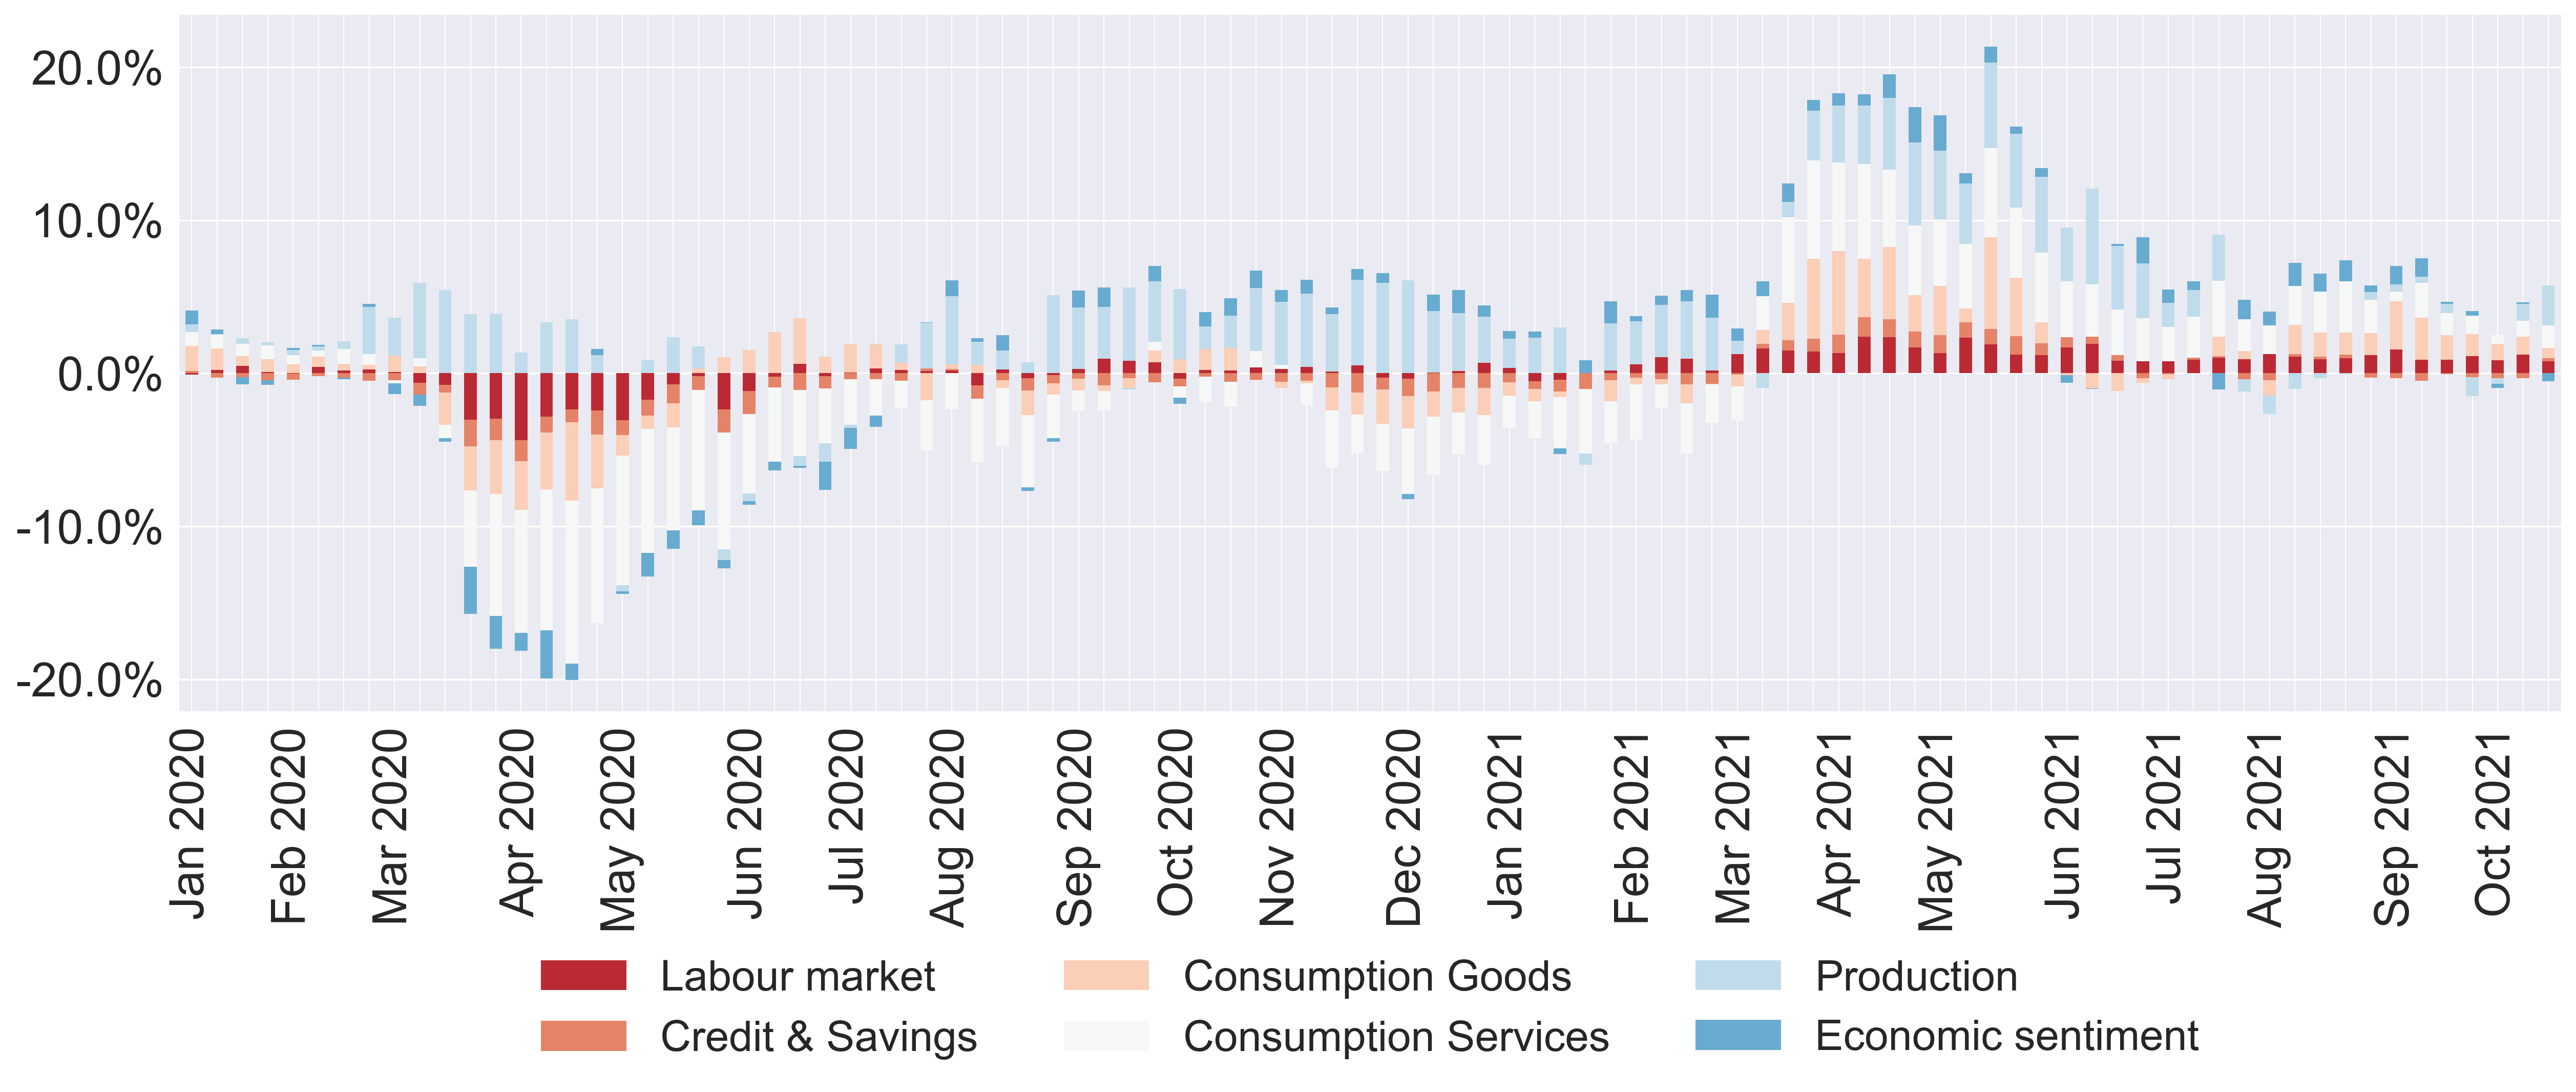 20.0%
10.0%
0.0%
-10.0%
-20.0%
Jan 2020
Feb 2020
Mar 2020
Apr 2020
May 2020
Jun 2020
Jul 2020
Aug 2020
Sep 2020
Oct 2020
Nov 2020
Dec 2020
Jan 2021
Feb 2021
Mar 2021
Apr 2021
May 2021
Jun 2021
Jul 2021
Aug 2021
Sep 2021
Oct 2021
Labour market
Consumption Goods
Production
Credit & Savings
Consumption Services
Economic sentiment